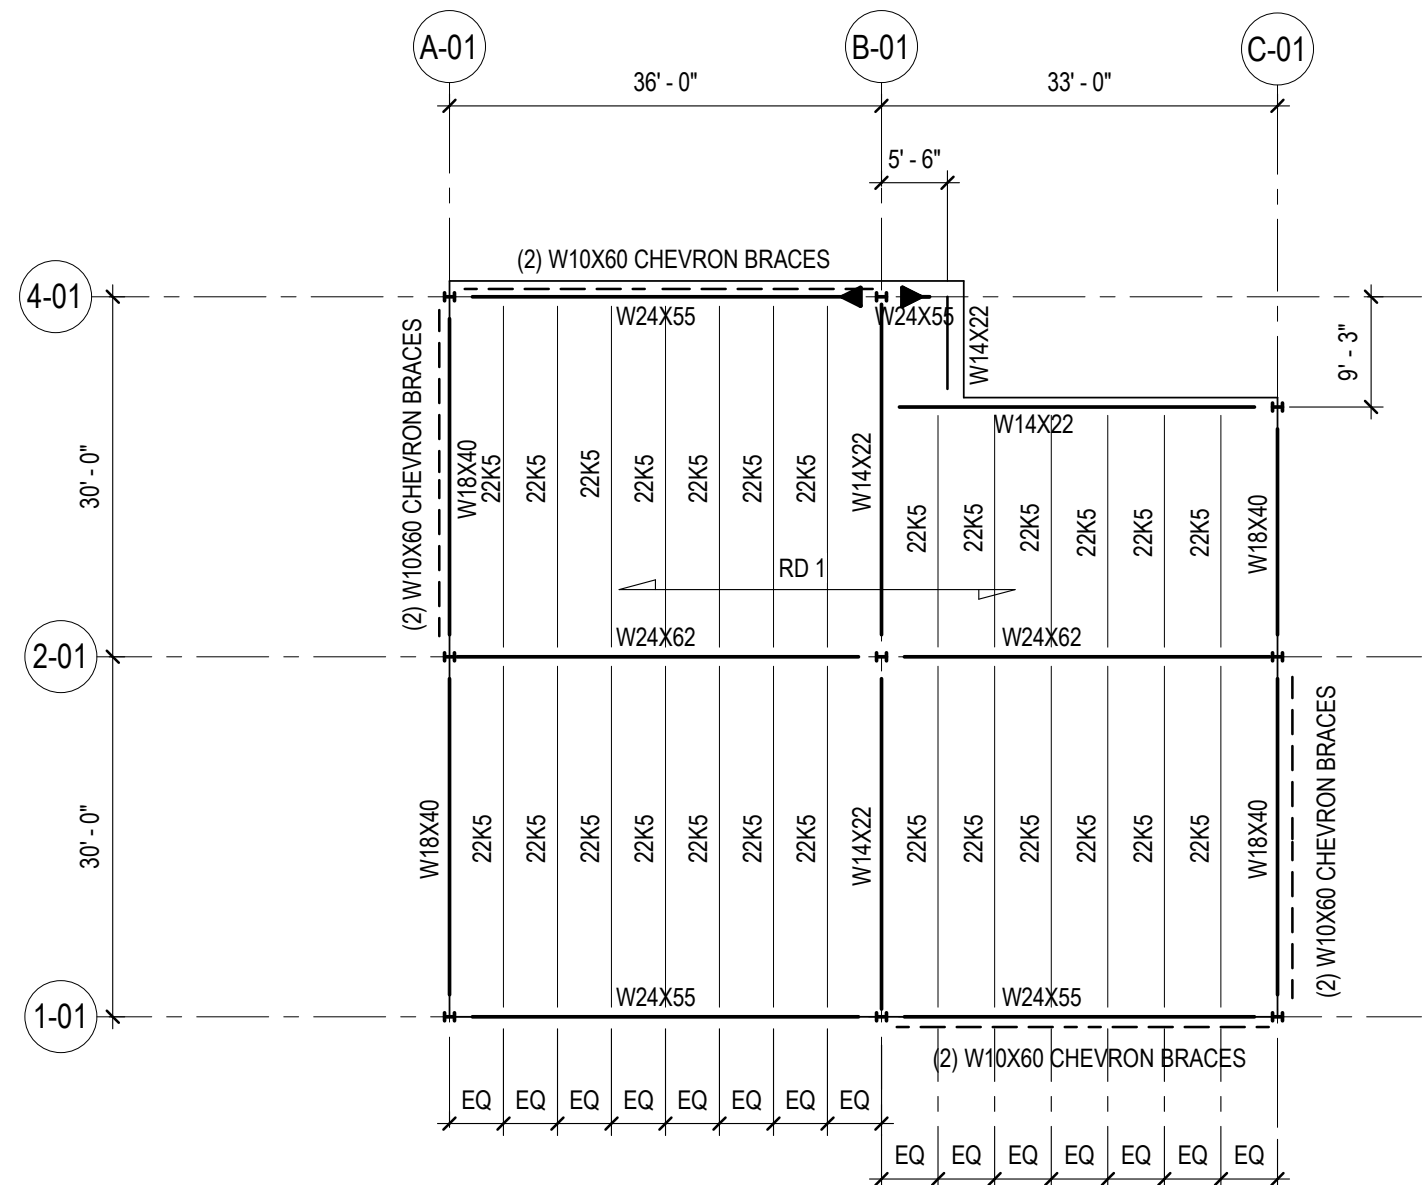 A-01
B-01
C-01
36' - 0"
33' - 0"
5' - 6"
(2) W10X60 CHEVRON BRACES
4-01
W24X55
W24X55
W14X22
9' - 3"
(2) W10X60 CHEVRON BRACES
W14X22
30' - 0"
W18X40
22K5
22K5
22K5
22K5
22K5
22K5
22K5
W14X22
22K5
22K5
22K5
22K5
22K5
22K5
W18X40
RD 1
W24X62
W24X62
2-01
30' - 0"
W18X40
22K5
22K5
22K5
22K5
22K5
22K5
22K5
W14X22
22K5
22K5
22K5
22K5
22K5
22K5
W18X40
(2) W10X60 CHEVRON BRACES
W24X55
W24X55
1-01
(2) W10X60 CHEVRON BRACES
EQ EQ EQ EQ EQ EQ EQ EQ
EQ EQ EQ EQ EQ EQ EQ